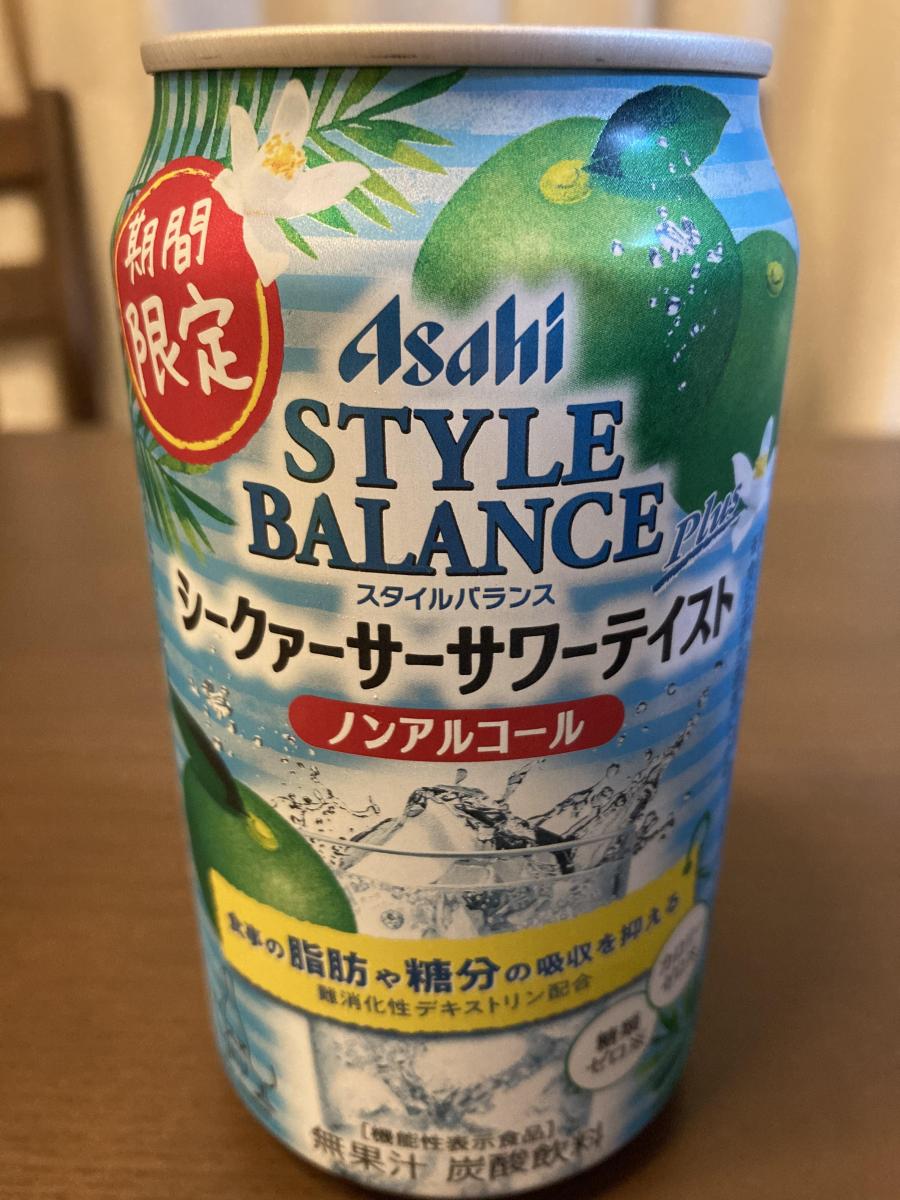 期間
限定
Asahi
STYLE
BALANCE
Plus
スタイルバランス
シークァーサーサワーテイスト
ノンアルコール
食事の脂肪や糖分の吸収を抑える
難消化性デキストリン配合
糖類
ゼロ※
[機能性表示食品]
無果汁 炭酸飲料